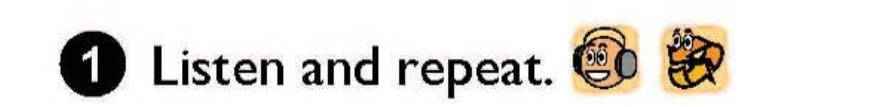 1 Listen and repeat.